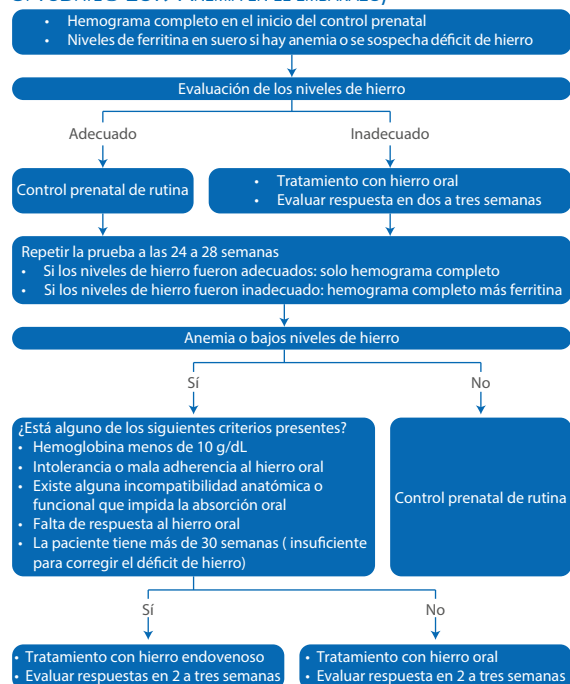 • Hemograma completo en el inicio del control prenatal
• Niveles de ferritina en suero si hay anemia o se sospecha déficit de hierro
Evaluación de los niveles de hierro
Adecuado
Inadecuado
Control prenatal de rutina
• Tratamiento con hierro oral
• Evaluar respuesta en dos a tres semanas
Repetir la prueba a las 24 a 28 semanas
• Si los niveles de hierro fueron adecuados: solo hemograma completo
• Si los niveles de hierro fueron inadecuado: hemograma completo más ferritina
Anemia o bajos niveles de hierro
Sí
No
¿Está alguno de los siguientes criterios presentes?
• Hemoglobina menos de 10 g/dL
• Intolerancia o mala adherencia al hierro oral
• Existe alguna incompatibilidad anatómica o
funcional que impida la absorción oral
• Falta de respuesta al hierro oral
• La paciente tiene más de 30 semanas ( insuficiente
para corregir el déficit de hierro)
Control prenatal de rutina
Sí
No
• Tratamiento con hierro endovenoso
• Evaluar respuestas en 2 a tres semanas
• Tratamiento con hierro oral
• Evaluar respuestas en 2 a tres semanas